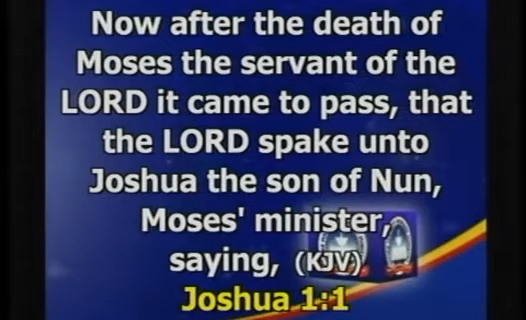 Now after the death of
Moses the servant of the
LORD it came to pass, that
the LORD spake unto
Joshua the son of Nun,
Moses' minister,
saying, (KJV)
Joshua 1:1